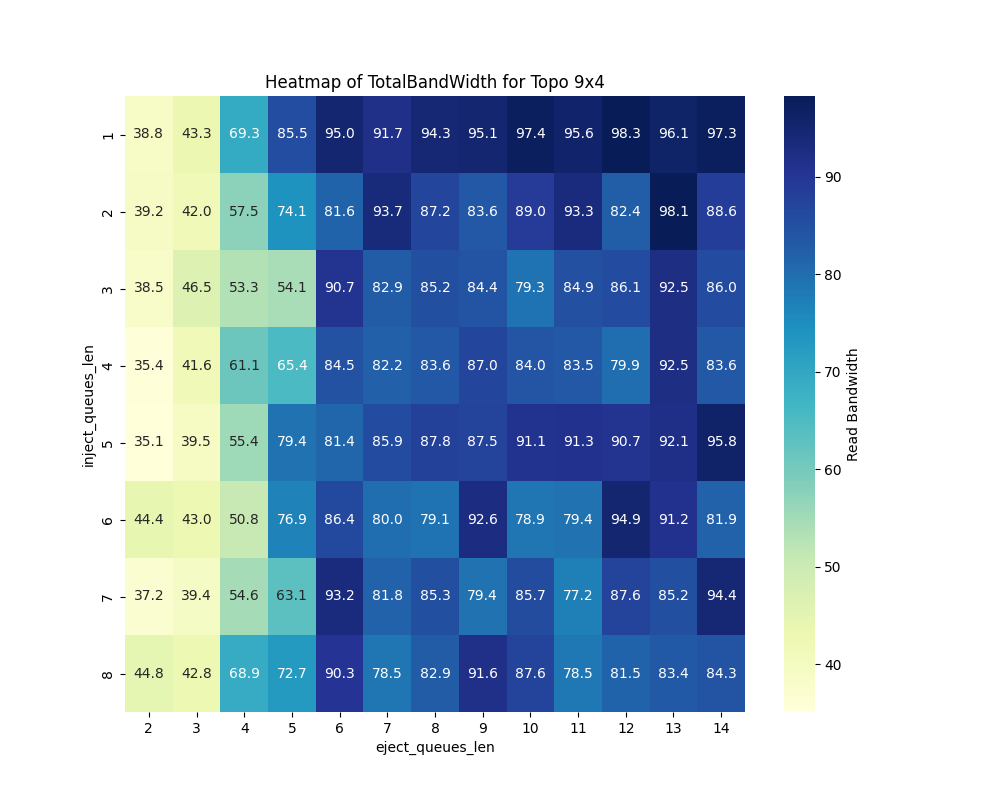 Heatmap of TotalBandWidth for Topo 9x4
1 38.8 43.3 69.3 85.5 95.0 91.7 94.3 95.1 97.4 95.6 98.3 96.1 97.3
2 39.2 42.0 57.5 74.1 81.6 93.7 87.2 83.6 89.0 93.3 82.4 98.1 88.6
3 38.5 46.5 53.3 54.1 90.7 82.9 85.2 84.4 79.3 84.9 86.1 92.5 86.0
4 35.4 41.6 61.1 65.4 84.5 82.2 83.6 87.0 84.0 83.5 79.9 92.5 83.6
5 35.1 39.5 55.4 79.4 81.4 85.9 87.8 87.5 91.1 91.3 90.7 92.1 95.8
6 44.4 43.0 50.8 76.9 86.4 80.0 79.1 92.6 78.9 79.4 94.9 91.2 81.9
7 37.2 39.4 54.6 63.1 93.2 81.8 85.3 79.4 85.7 77.2 87.6 85.2 94.4
8 44.8 42.8 68.9 72.7 90.3 78.5 82.9 91.6 87.6 78.5 81.5 83.4 84.3
2 3 4 5 6 7 8 9 10 11 12 13 14
eject_queues_len
inject_queues_len
90
80
70
60
50
40
Read Bandwidth